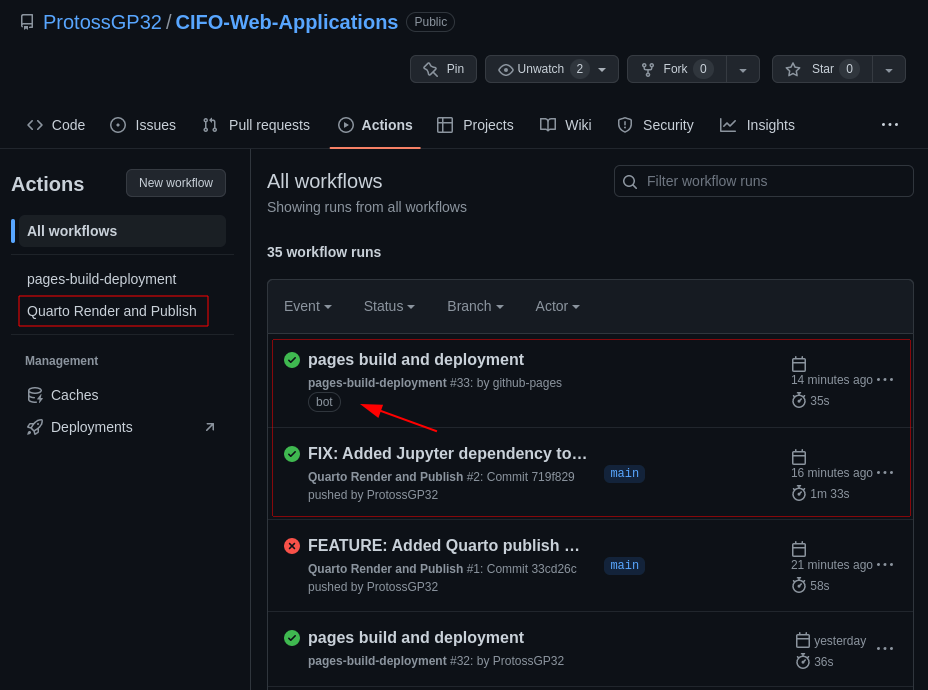 ProtossGP32 / CIFO-Web-Applications Public
Pin Unwatch 2 Fork 0 Star 0
Code Issues Pull requests Actions Projects Wiki Security Insights
Actions New workflow
All workflows
pages-build-deployment
Quarto Render and Publish
Management
Caches
Deployments
All workflows
Showing runs from all workflows
Filter workflow runs
35 workflow runs
Event Status Branch Actor
pages build and deployment
pages-build-deployment #33: by github-pages
bot
14 minutes ago
35s
FIX: Added Jupyter dependency to…
Quarto Render and Publish #2: Commit 719f829
pushed by ProtossGP32
main
16 minutes ago
1m 33s
FEATURE: Added Quarto publish …
Quarto Render and Publish #1: Commit 33cd26c
pushed by ProtossGP32
main
21 minutes ago
58s
pages build and deployment
pages-build-deployment #32: by ProtossGP32
yesterday
36s